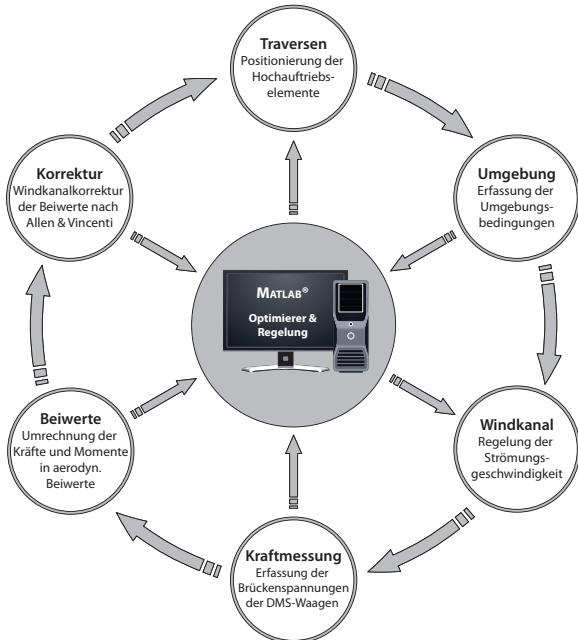 Traversen
Positionierung der
Hochauftriebs-
elemente
Umgebung
Erfassung der
Umgebungs-
bedingungen
Windkanal
Regelung der
Strömungs-
geschwindigkeit
Kraftmessung
Erfassung der
Brückenspannungen
der DMS-Waagen
Beiwerte
Umrechnung der
Kräfte und Momente
in aerodyn.
Beiwerte
Korrektur
Windkanalkorrektur
der Beiwerte nach
Allen & Vincenti
MATLAB®
Optimierer &
Regelung